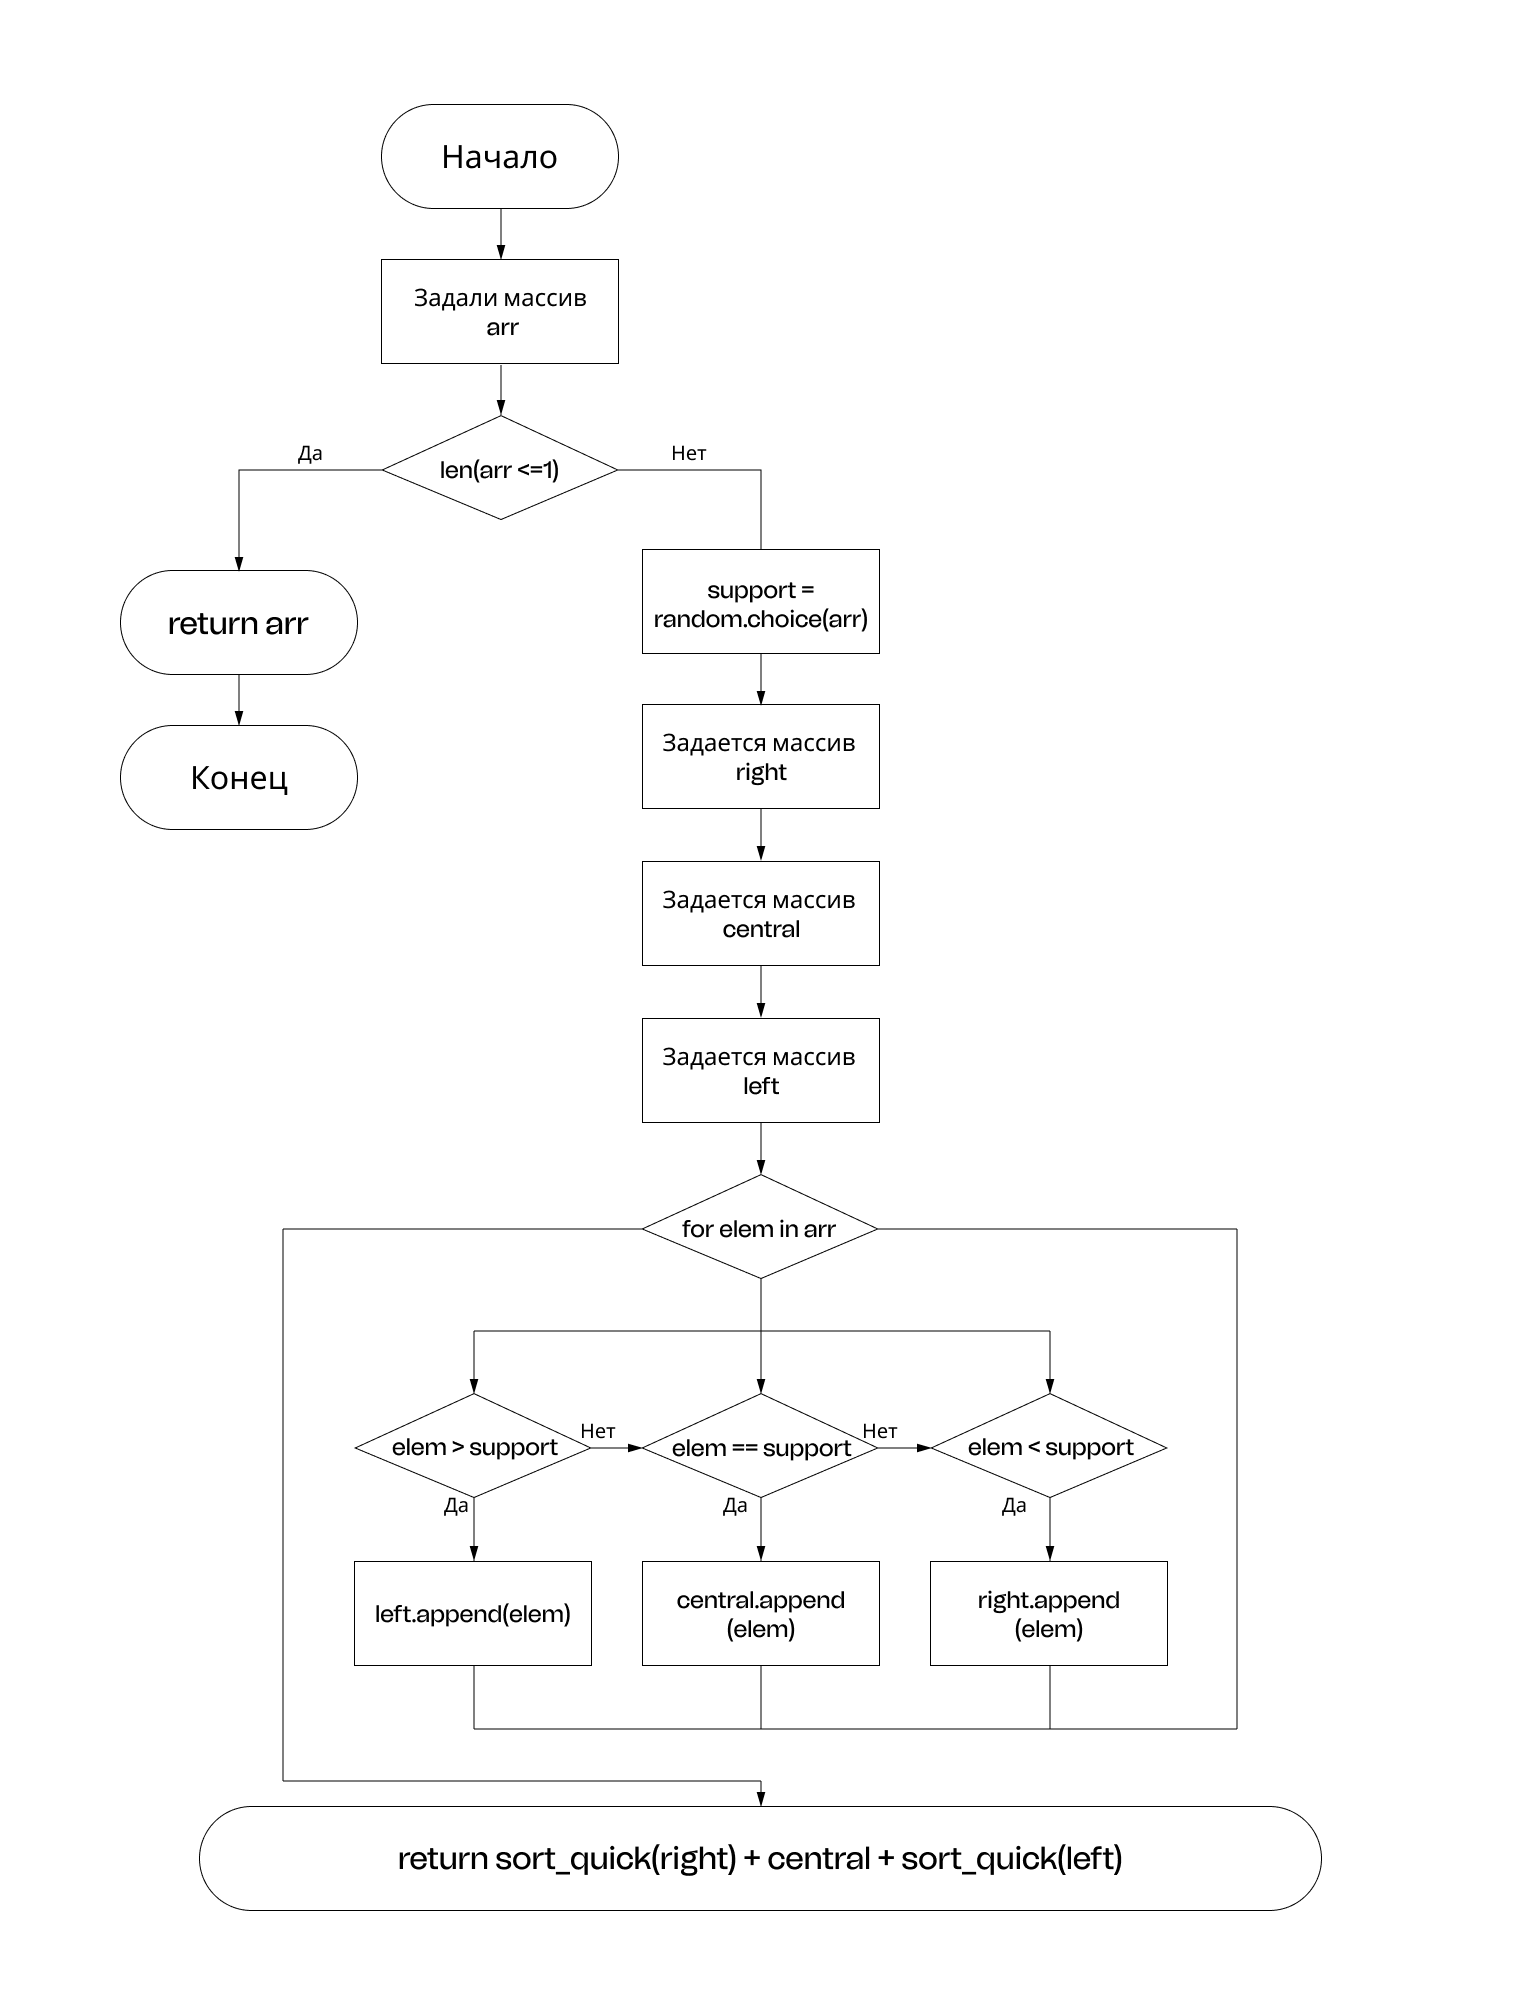 Начало
Задали массив
arr
Да
Нет
len(arr <=1)
support =
random.choice(arr)
return arr
Задается массив
right
Конец
Задается массив
central
Задается массив
left
for elem in arr
elem > support
Нет
elem == support
Нет
elem < support
Да
Да
Да
left.append(elem)
central.append
(elem)
right.append
(elem)
return sort_quick(right) + central + sort_quick(left)